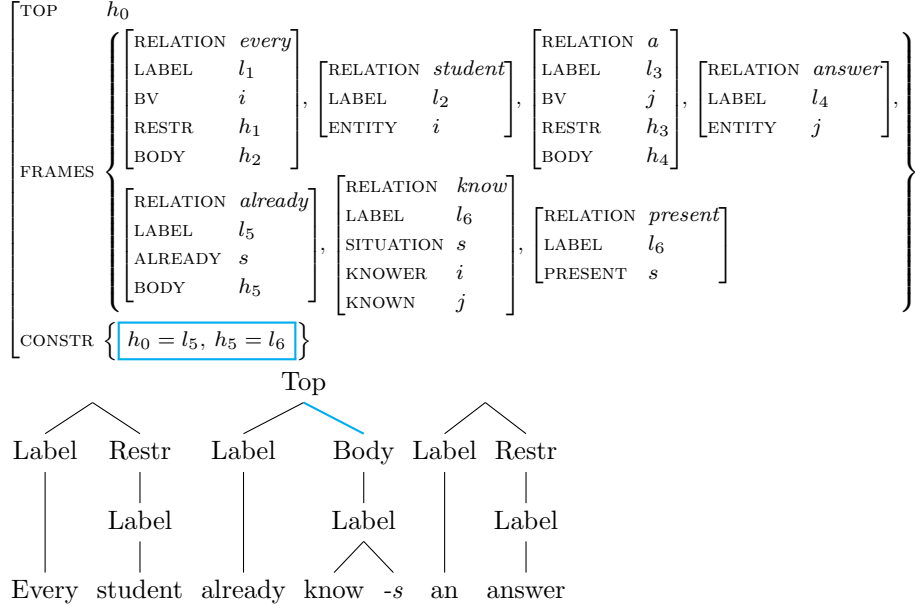 TOP h0
RELATION every
LABEL l1
BV i
RESTR h1
BODY h2
RELATION student
LABEL l2
ENTITY i
RELATION a
LABEL l3
BV j
RESTR h3
BODY h4
RELATION answer
LABEL l4
ENTITY j
FRAMES
RELATION already
LABEL l5
ALREADY s
BODY h5
RELATION know
LABEL l6
SITUATION s
KNOWER i
KNOWN j
RELATION present
LABEL l6
PRESENT s
CONSTR { h0 = l5, h5 = l6 }
Top
Label Restr Label Body Label Restr
Label Label Label
Every student already know -s an answer